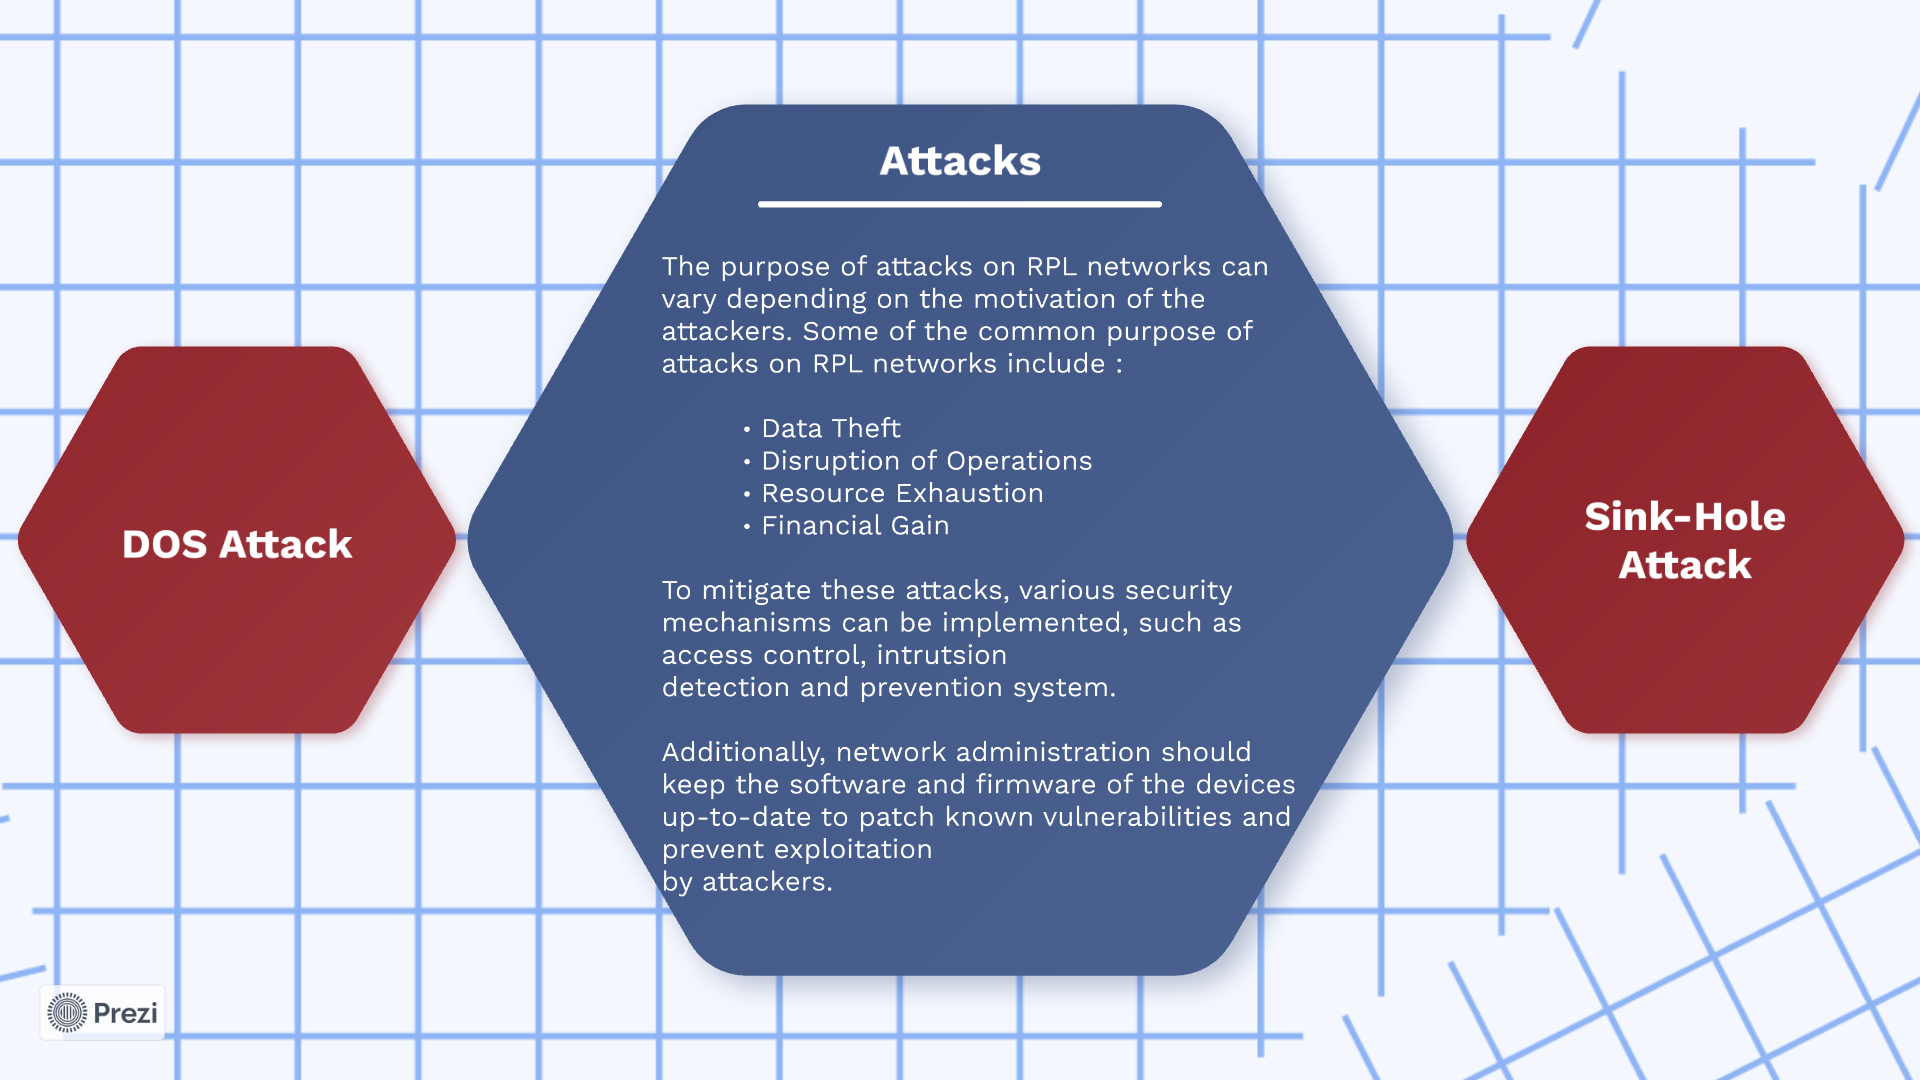 Attacks
The purpose of attacks on RPL networks can
vary depending on the motivation of the
attackers. Some of the common purpose of
attacks on RPL networks include :
• Data Theft
• Disruption of Operations
• Resource Exhaustion
• Financial Gain
To mitigate these attacks, various security
mechanisms can be implemented, such as
access control, intrutsion
detection and prevention system.
Additionally, network administration should
keep the software and firmware of the devices
up-to-date to patch known vulnerabilities and
prevent exploitation
by attackers.
DOS Attack
Sink-Hole
Attack
Prezi